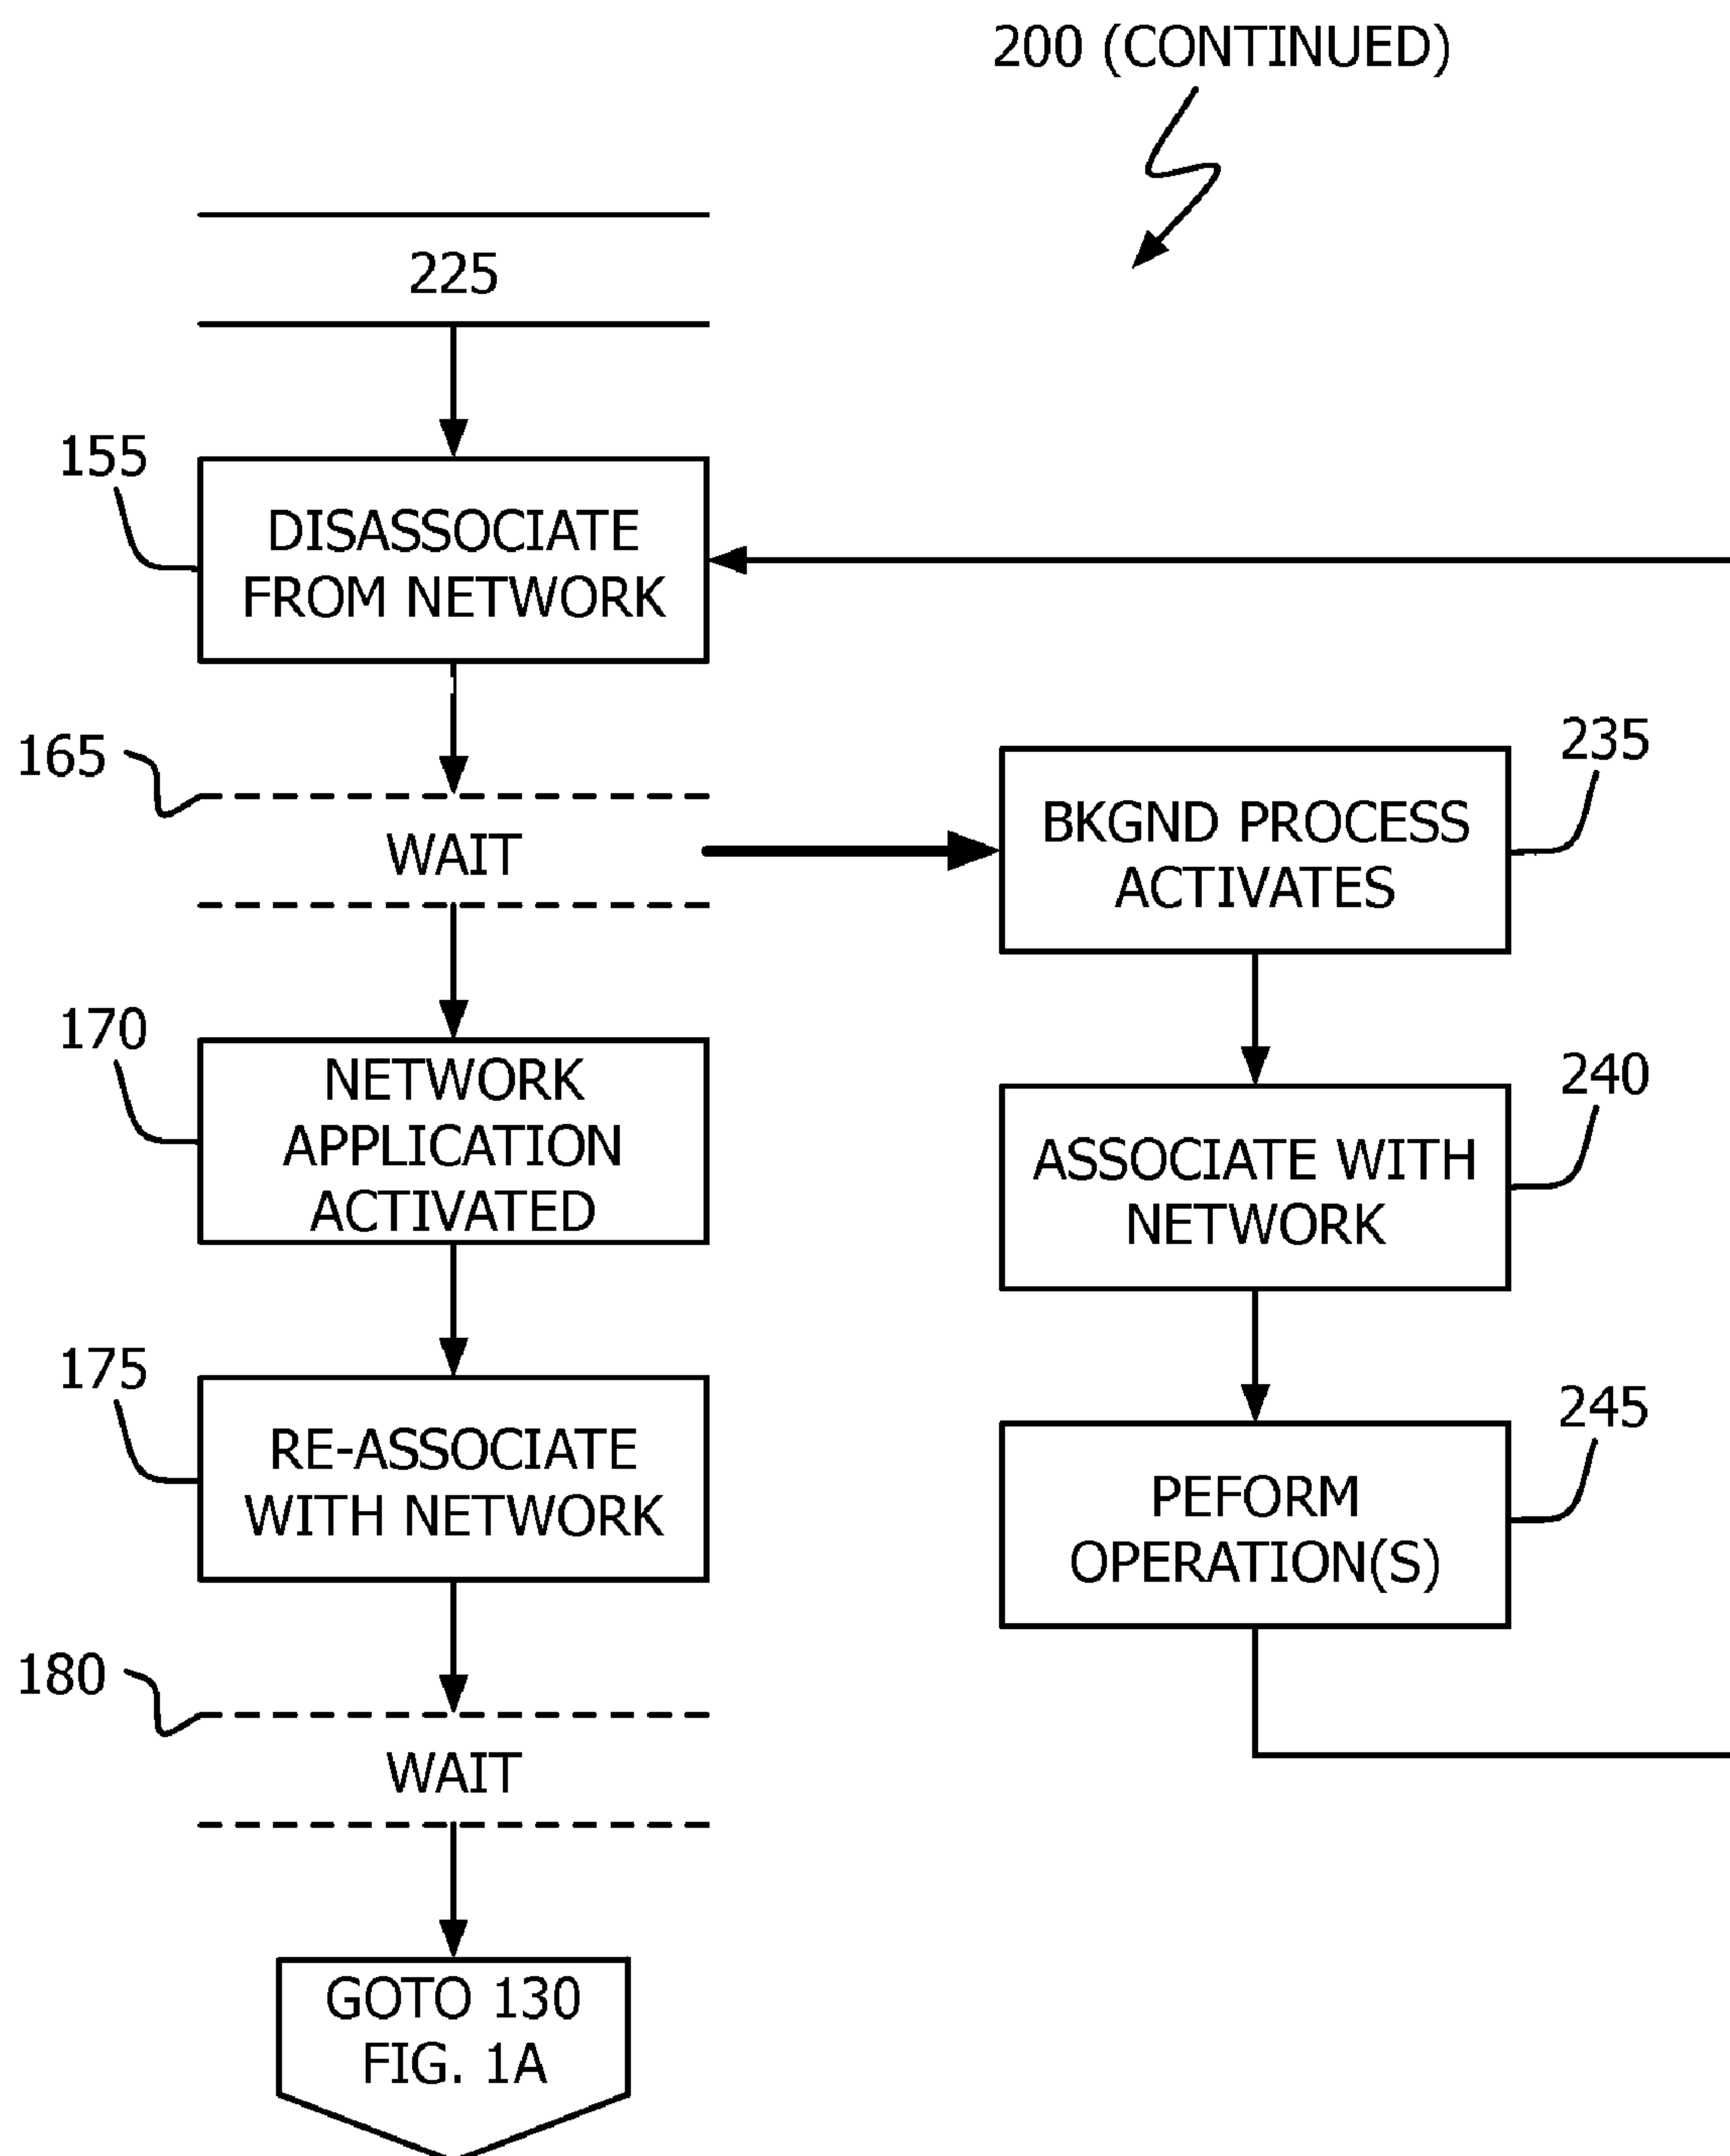 200 (CONTINUED)
225
155
DISASSOCIATE
FROM NETWORK
165
WAIT
235
BKGND PROCESS
ACTIVATES
170
NETWORK
APPLICATION
ACTIVATED
240
ASSOCIATE WITH
NETWORK
175
RE-ASSOCIATE
WITH NETWORK
245
PEFORM
OPERATION(S)
180
WAIT
GOTO 130
FIG. 1A